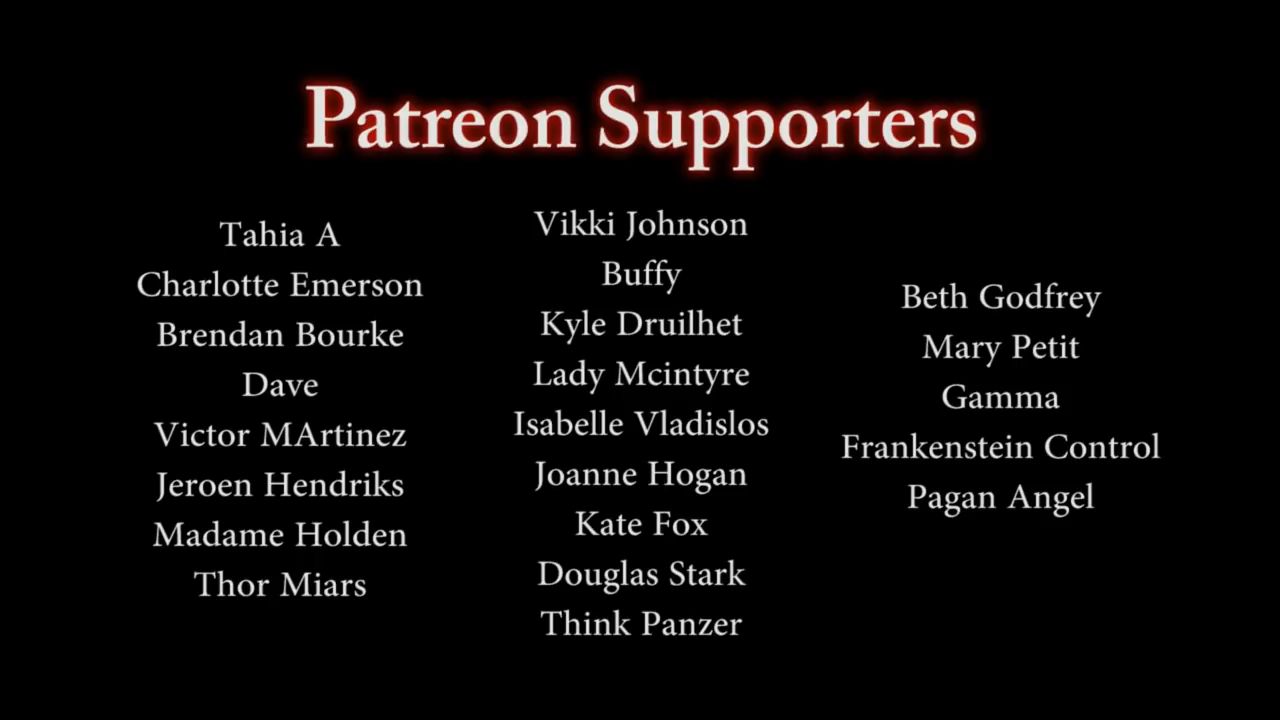 Patreon Supporters
Tahia A
Charlotte Emerson
Brendan Bourke
Dave
Victor MArtinez
Jeroen Hendriks
Madame Holden
Thor Miars
Vikki Johnson
Buffy
Kyle Druilhet
Lady Mcintyre
Isabelle Vladislos
Joanne Hogan
Kate Fox
Douglas Stark
Think Panzer
Beth Godfrey
Mary Petit
Gamma
Frankenstein Control
Pagan Angel